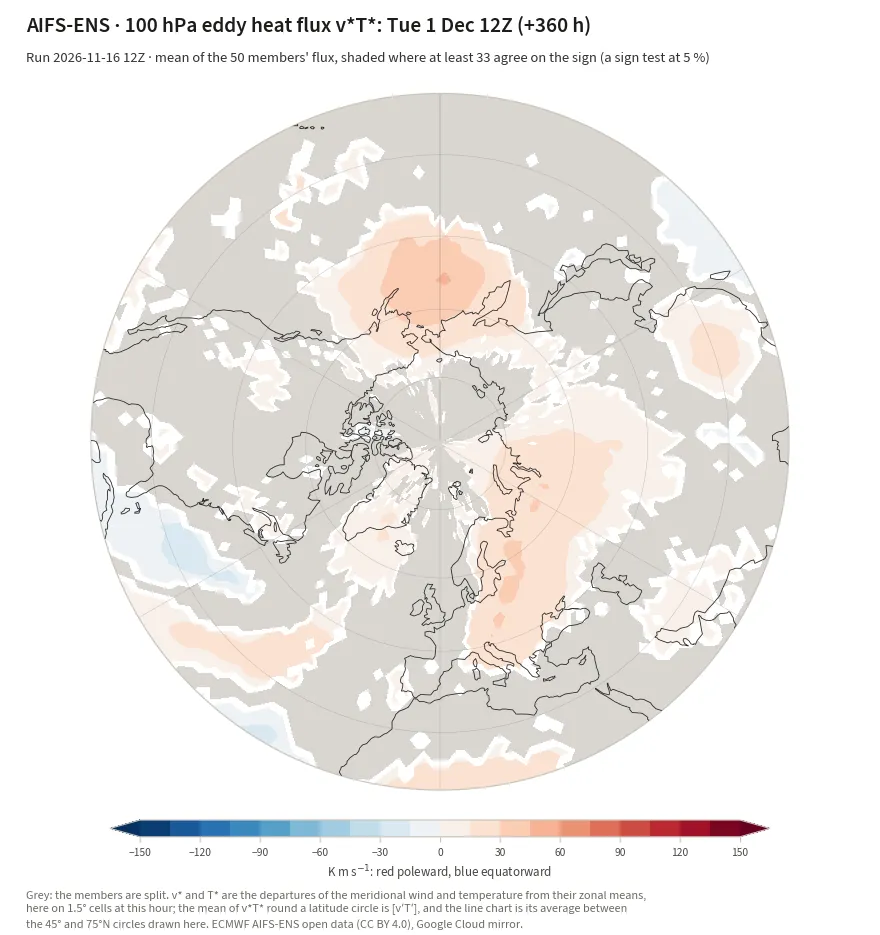 AIFS-ENS · 100 hPa eddy heat flux v*T*: Tue 1 Dec 12Z (+360 h)
Run 2026-11-16 12Z · mean of the 50 members' flux, shaded where at least 33 agree on the sign (a sign test at 5 %)
−150 −120 −90 −60 −30 0 30 60 90 120 150
K m s⁻¹: red poleward, blue equatorward
Grey: the members are split. v* and T* are the departures of the meridional wind and temperature from their zonal means,
here on 1.5° cells at this hour; the mean of v*T* round a latitude circle is [v′T′], and the line chart is its average between
the 45° and 75°N circles drawn here. ECMWF AIFS-ENS open data (CC BY 4.0), Google Cloud mirror.